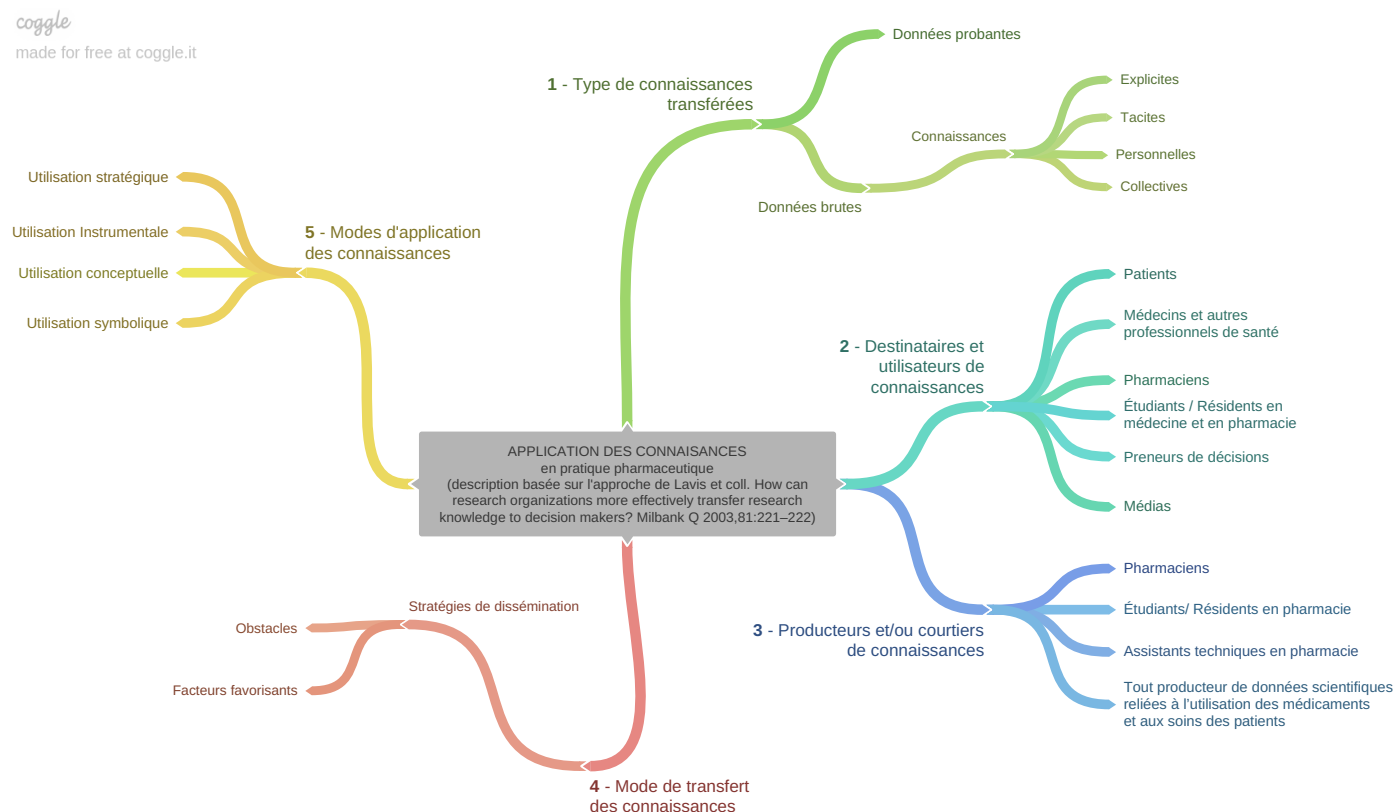 coggle
made for free at coggle.it
1 - Type de connaissances
transférées
Données probantes
Données brutes
Connaissances
Explicites
Tacites
Personnelles
Collectives
2 - Destinataires et
utilisateurs de
connaissances
Patients
Médecins et autres
professionnels de santé
Pharmaciens
Étudiants / Résidents en
médecine et en pharmacie
Preneurs de décisions
Médias
APPLICATION DES CONNAISANCES
en pratique pharmaceutique
(description basée sur l'approche de Lavis et coll. How can
research organizations more effectively transfer research
knowledge to decision makers? Milbank Q 2003,81:221–222)
3 - Producteurs et/ou courtiers
de connaissances
Pharmaciens
Étudiants/ Résidents en pharmacie
Assistants techniques en pharmacie
Tout producteur de données scientifiques
reliées à l’utilisation des médicaments
et aux soins des patients
4 - Mode de transfert
des connaissances
Stratégies de dissémination
Obstacles
Facteurs favorisants
5 - Modes d'application
des connaissances
Utilisation stratégique
Utilisation Instrumentale
Utilisation conceptuelle
Utilisation symbolique